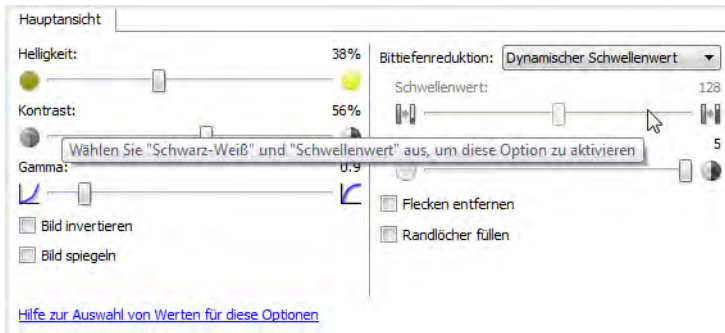 Hauptansicht
Helligkeit: 38%
Kontrast: 56%
Gamma: 0.9
Bild invertieren
Bild spiegeln
Hilfe zur Auswahl von Werten für diese Optionen
Bittiefenreduktion: Dynamischer Schwellenwert
Schwellenwert: 128
Wählen Sie "Schwarz-Weiß" und "Schwellenwert" aus, um diese Option zu aktivieren
5
Flecken entfernen
Randlöcher füllen